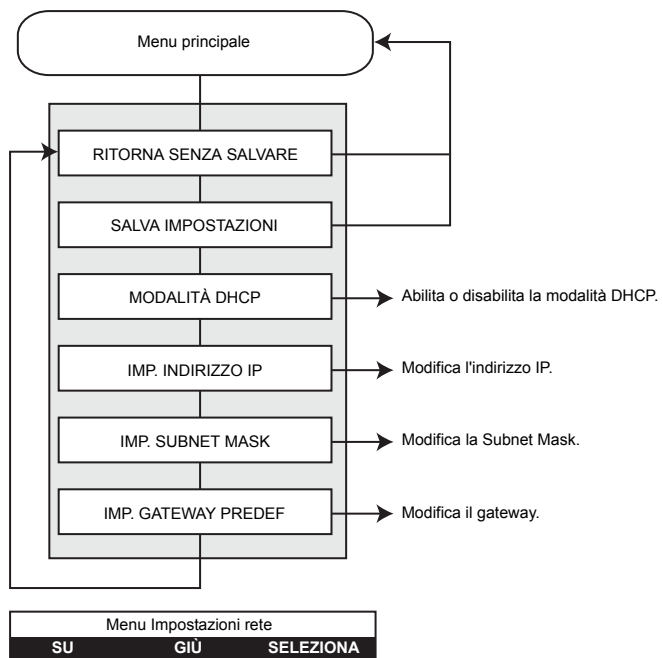 Menu principale
RITORNA SENZA SALVARE
SALVA IMPOSTAZIONI
MODALITÀ DHCP
Abilita o disabilita la modalità DHCP.
IMP. INDIRIZZO IP
Modifica l'indirizzo IP.
IMP. SUBNET MASK
Modifica la Subnet Mask.
IMP. GATEWAY PREDEF
Modifica il gateway.
Menu Impostazioni rete
SU GIÙ SELEZIONA